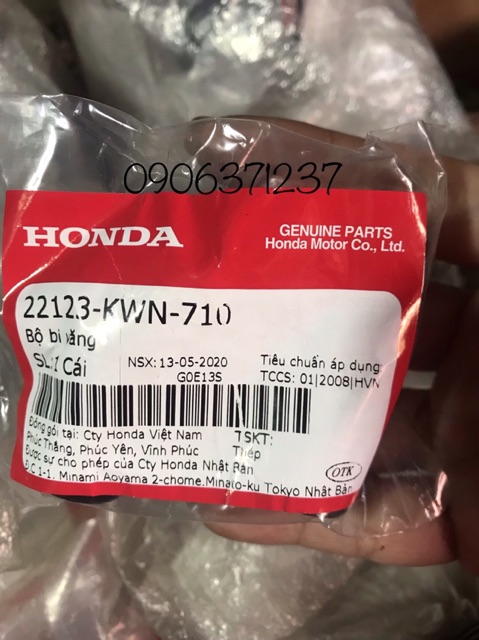 0906371237
HONDA
GENUINE PARTS
Honda Motor Co., Ltd.
22123-KWN-710
Bộ bi văng
Cái
NSX: 13-05-2020
G0E13S
Tiêu chuẩn áp dụng:
TCCS: 01|2008|HVN
Đóng gói tại: Cty Honda Việt Nam
Phúc Thắng, Phúc Yên, Vĩnh Phúc
TSKT:
Thép
Được sự cho phép của Cty Honda Nhật Bản
Đ.C 1-1. Minami Aoyama 2-chome.Minato-ku Tokyo Nhật Bản
OTK